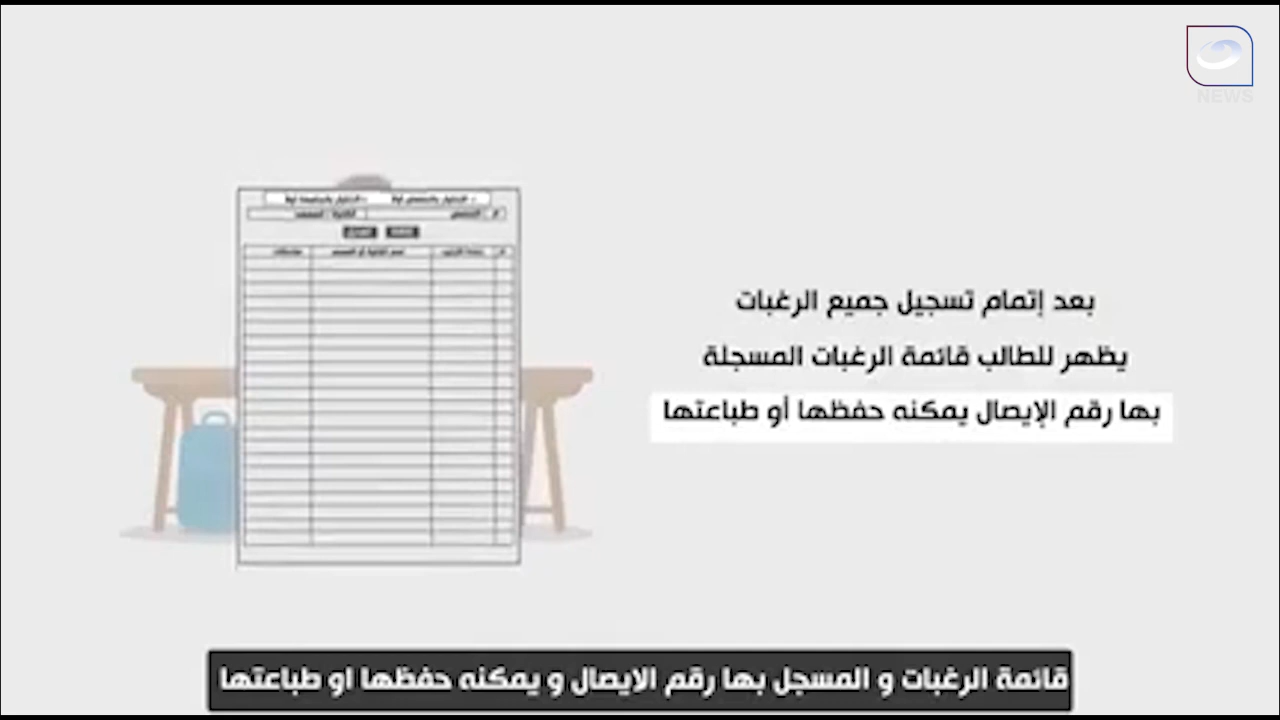 NEWS
بعد إتمام تسجيل جميع الرغبات
يظهر للطالب قائمة الرغبات المسجلة
بها رقم الإيصال يمكنه حفظها أو طباعتها
قائمة الرغبات و المسجل بها رقم الايصال و يمكنه حفظها او طباعتها